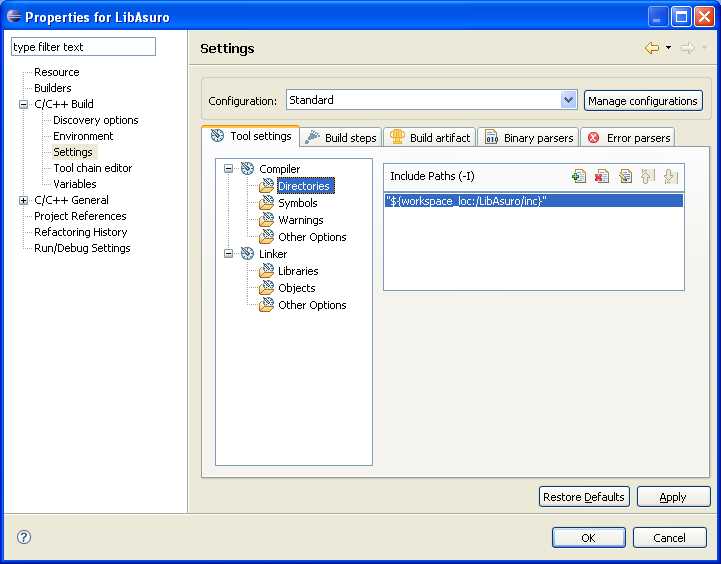 Properties for LibAsuro
type filter text
Resource
Builders
C/C++ Build
Discovery options
Environment
Settings
Tool chain editor
Variables
C/C++ General
Project References
Refactoring History
Run/Debug Settings
Settings
Configuration: Standard Manage configurations
Tool settings Build steps Build artifact Binary parsers Error parsers
Compiler
Directories
Symbols
Warnings
Other Options
Linker
Libraries
Objects
Other Options
Include Paths (-I)
"${workspace_loc:/LibAsuro/inc}"
Restore Defaults Apply
OK Cancel